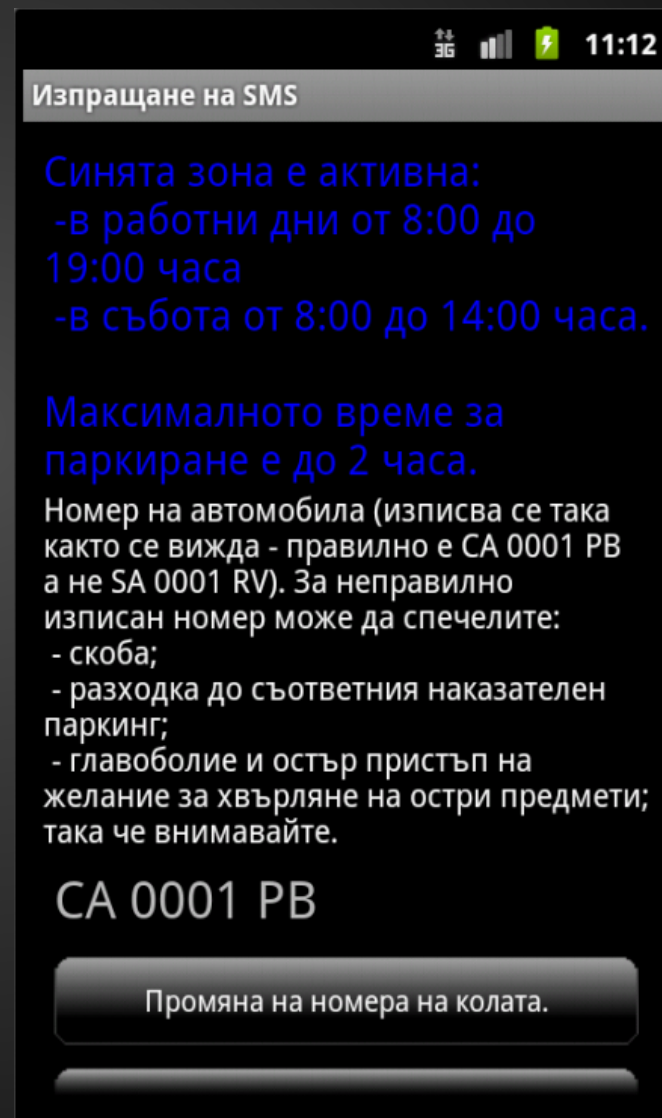 3G 11:12
Изпращане на SMS
Синята зона е активна:
-в работни дни от 8:00 до
19:00 часа
-в събота от 8:00 до 14:00 часа.
Максималното време за
паркиране е до 2 часа.
Номер на автомобила (изписва се така
както се вижда - правилно е СА 0001 РВ
а не SA 0001 RV). За неправилно
изписан номер може да спечелите:
- скоба;
- разходка до съответния наказателен
паркинг;
- главоболие и остър пристъп на
желание за хвърляне на остри предмети;
така че внимавайте.
СА 0001 РВ
Промяна на номера на колата.